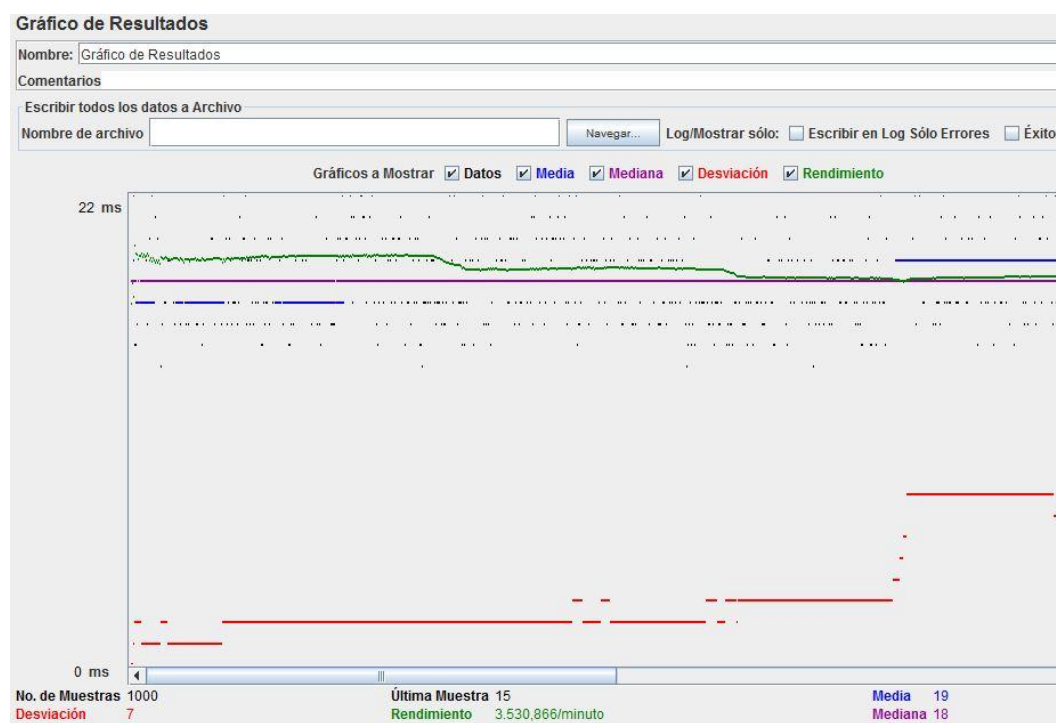 Gráfico de Resultados
Nombre: Gráfico de Resultados
Comentarios
Escribir todos los datos a Archivo
Nombre de archivo Navegar... Log/Mostrar sólo: Escribir en Log Sólo Errores Éxito
Gráficos a Mostrar Datos Media Mediana Desviación Rendimiento
22 ms
0 ms
No. de Muestras 1000 Última Muestra 15 Media 19
Desviación 7 Rendimiento 3.530,866/minuto Mediana 18